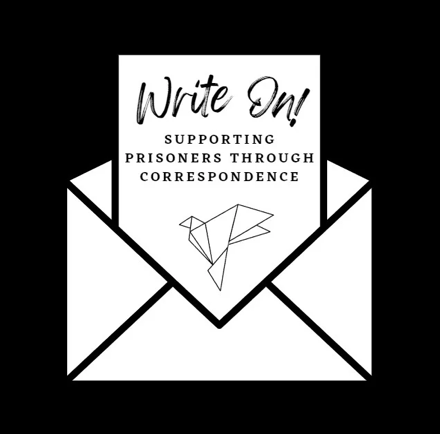 Write On!
SUPPORTING
PRISONERS THROUGH
CORRESPONDENCE